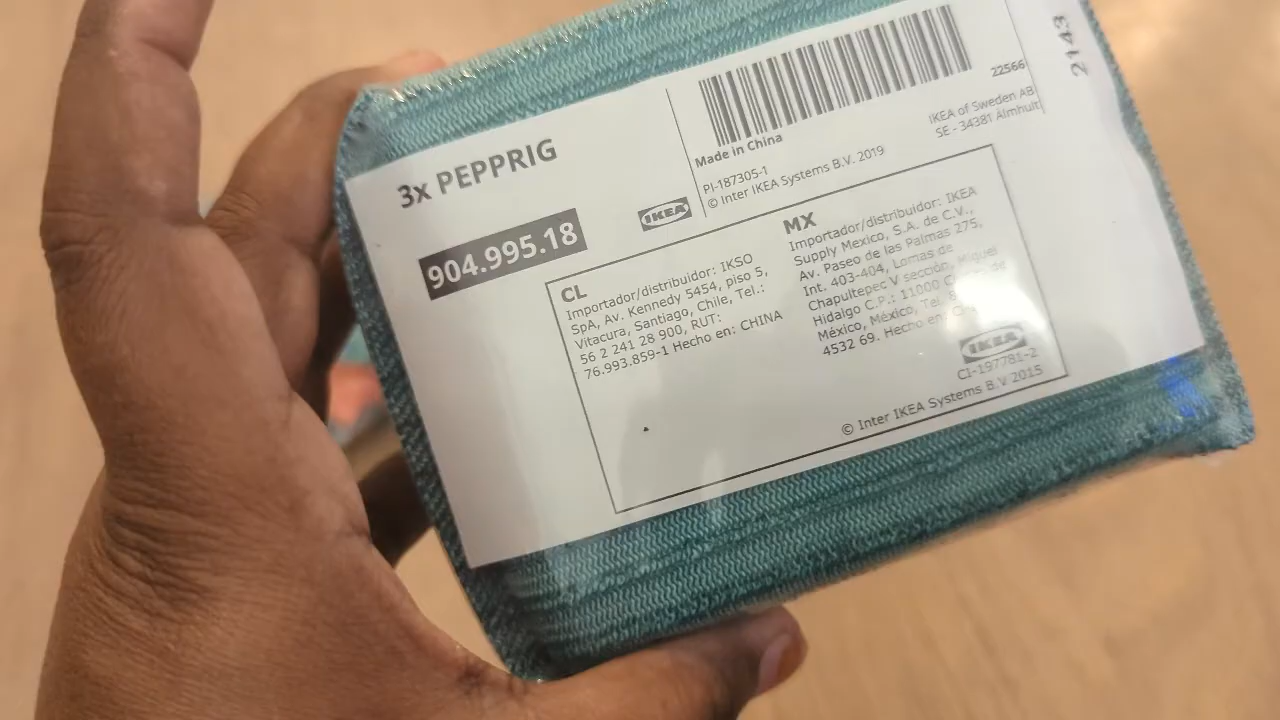 3x PEPPRIG
904.995.18
IKEA
Made in China
22566
PI-187305-1
© Inter IKEA Systems B.V. 2019
IKEA of Sweden AB
SE - 34381 Älmhult
2143
CL
Importador/distribuidor: IKSO
SpA, Av. Kennedy 5454, piso 5,
Vitacura, Santiago, Chile, Tel.:
56 2 241 28 900, RUT:
76.993.859-1 Hecho en: CHINA
MX
Importador/distribuidor: IKEA
Supply Mexico, S.A. de C.V.,
Av. Paseo de las Palmas 275,
Int. 403-404, Lomas de
Chapultepec V sección, Miguel
Hidalgo C.P.: 11000 de
México, México, Tel.
4532 69. Hecho en:
IKEA
CI-197781-2
© Inter IKEA Systems B.V 2015